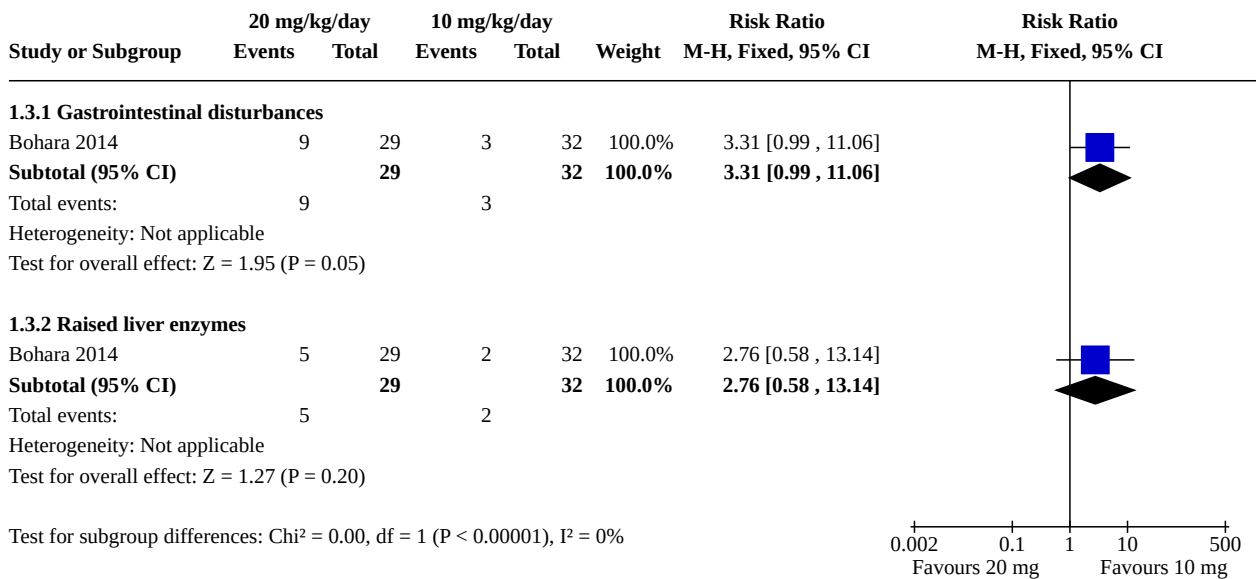 20 mg/kg/day 10 mg/kg/day Risk Ratio Risk Ratio
Study or Subgroup Events Total Events Total Weight M-H, Fixed, 95% CI M-H, Fixed, 95% CI
1.3.1 Gastrointestinal disturbances
Bohara 2014 9 29 3 32 100.0% 3.31 [0.99 , 11.06]
Subtotal (95% CI) 29 32 100.0% 3.31 [0.99 , 11.06]
Total events: 9 3
Heterogeneity: Not applicable
Test for overall effect: Z = 1.95 (P = 0.05)
1.3.2 Raised liver enzymes
Bohara 2014 5 29 2 32 100.0% 2.76 [0.58 , 13.14]
Subtotal (95% CI) 29 32 100.0% 2.76 [0.58 , 13.14]
Total events: 5 2
Heterogeneity: Not applicable
Test for overall effect: Z = 1.27 (P = 0.20)
Test for subgroup differences: Chi² = 0.00, df = 1 (P < 0.00001), I² = 0%
0.002 0.1 1 10 500
Favours 20 mg Favours 10 mg